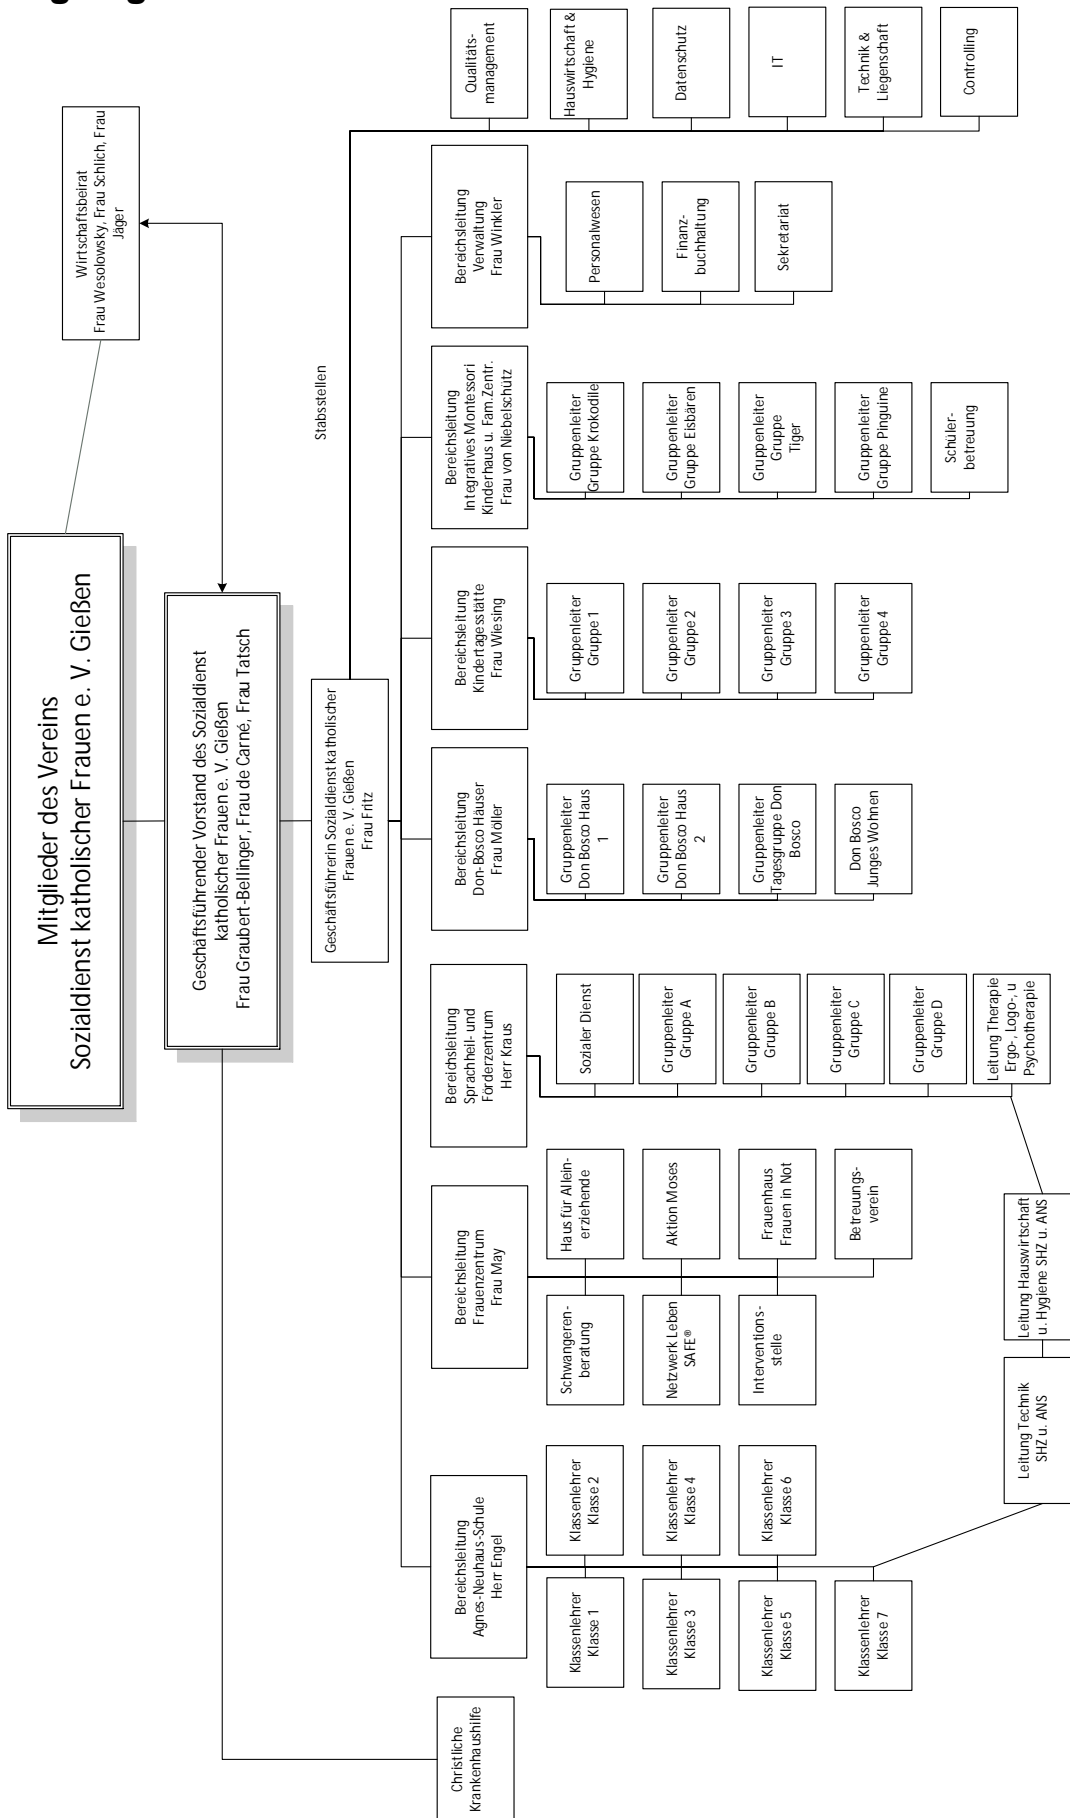 Mitglieder des Vereins
Sozialdienst katholischer Frauen e. V. Gießen
Wirtschaftsbeirat
Frau Wesolowsky, Frau Schlich, Frau
Jäger
Geschäftsführender Vorstand des Sozialdienst
katholischer Frauen e. V. Gießen
Frau Graubert-Bellinger, Frau de Carné, Frau Tatsch
Geschäftsführerin Sozialdienst katholischer
Frauen e. V. Gießen
Frau Fritz
Stabsstellen
Christliche
Krankenhaushilfe
Bereichsleitung
Agnes-Neuhaus-Schule
Herr Engel
Klassenlehrer
Klasse 1
Klassenlehrer
Klasse 2
Klassenlehrer
Klasse 3
Klassenlehrer
Klasse 4
Klassenlehrer
Klasse 5
Klassenlehrer
Klasse 6
Klassenlehrer
Klasse 7
Bereichsleitung
Frauenzentrum
Frau May
Schwangeren-
beratung
Haus für Allein-
erziehende
Netzwerk Leben
SAFE®
Aktion Moses
Interventions-
stelle
Frauenhaus
Frauen in Not
Betreuungs-
verein
Bereichsleitung
Sprachheil- und
Förderzentrum
Herr Kraus
Sozialer Dienst
Gruppenleiter
Gruppe A
Gruppenleiter
Gruppe B
Gruppenleiter
Gruppe C
Gruppenleiter
Gruppe D
Leitung Therapie
Ergo-, Logo-, u
Psychotherapie
Leitung Technik
SHZ u. ANS
Leitung Hauswirtschaft
u. Hygiene SHZ u. ANS
Bereichsleitung
Don-Bosco Häuser
Frau Möller
Gruppenleiter
Don Bosco Haus
1
Gruppenleiter
Don Bosco Haus
2
Gruppenleiter
Tagesgruppe Don
Bosco
Don Bosco
Junges Wohnen
Bereichsleitung
Kindertagesstätte
Frau Wiesing
Gruppenleiter
Gruppe 1
Gruppenleiter
Gruppe 2
Gruppenleiter
Gruppe 3
Gruppenleiter
Gruppe 4
Bereichsleitung
Integratives Montessori
Kinderhaus u. Fam.Zentr.
Frau von Niebelschütz
Gruppenleiter
Gruppe Krokodile
Gruppenleiter
Gruppe Eisbären
Gruppenleiter
Gruppe
Tiger
Gruppenleiter
Gruppe Pinguine
Schüler-
betreuung
Bereichsleitung
Verwaltung
Frau Winkler
Personalwesen
Finanz-
buchhaltung
Sekretariat
Qualitäts-
management
Hauswirtschaft &
Hygiene
Datenschutz
IT
Technik &
Liegenschaft
Controlling